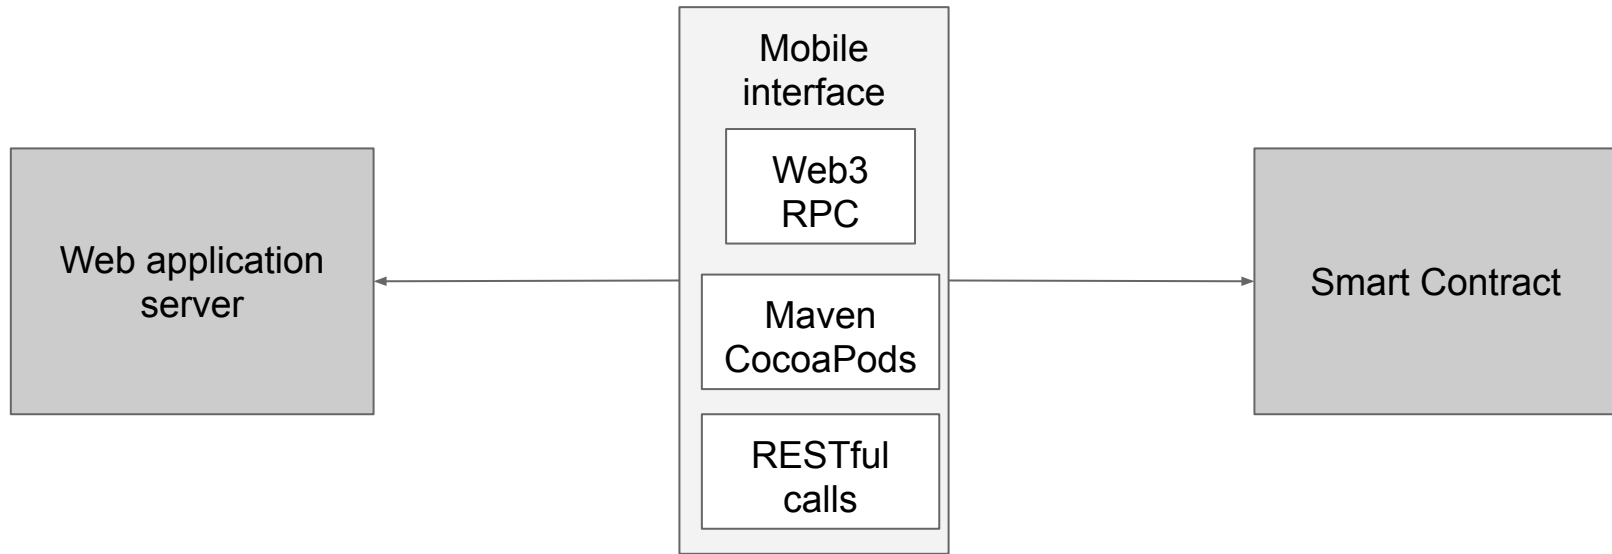 Mobile
interface
Web3
RPC
Web application
server
Maven
CocoaPods
RESTful
calls
Smart Contract